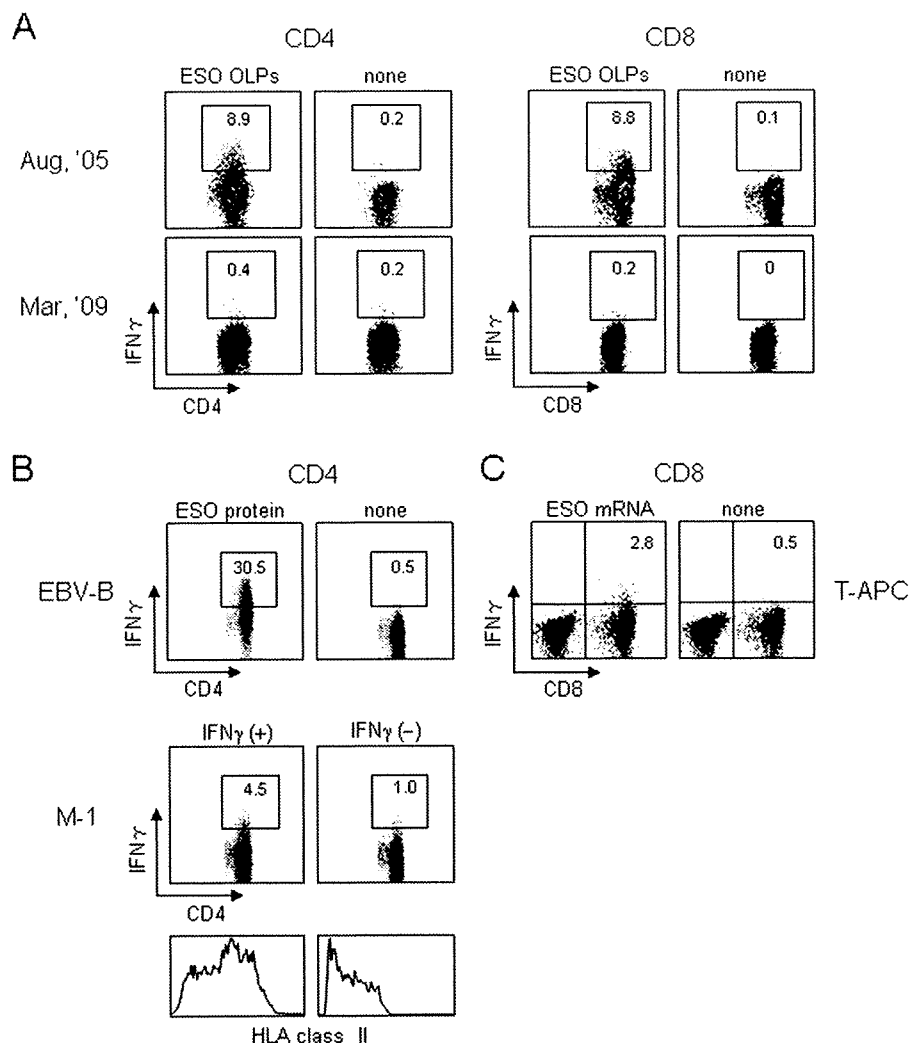 A
CD4 CD8
ESO OLPs none ESO OLPs none
Aug, '05
8.9 0.2 8.8 0.1
Mar, '09
0.4 0.2 0.2 0
IFNγ IFNγ
CD4 CD8
B CD4
ESO protein none
EBV-B
30.5 0.5
IFNγ
CD4
IFNγ (+) IFNγ (−)
M-1
4.5 1.0
IFNγ
CD4
HLA class II
C CD8
ESO mRNA none
2.8 0.5
T-APC
IFNγ
CD8